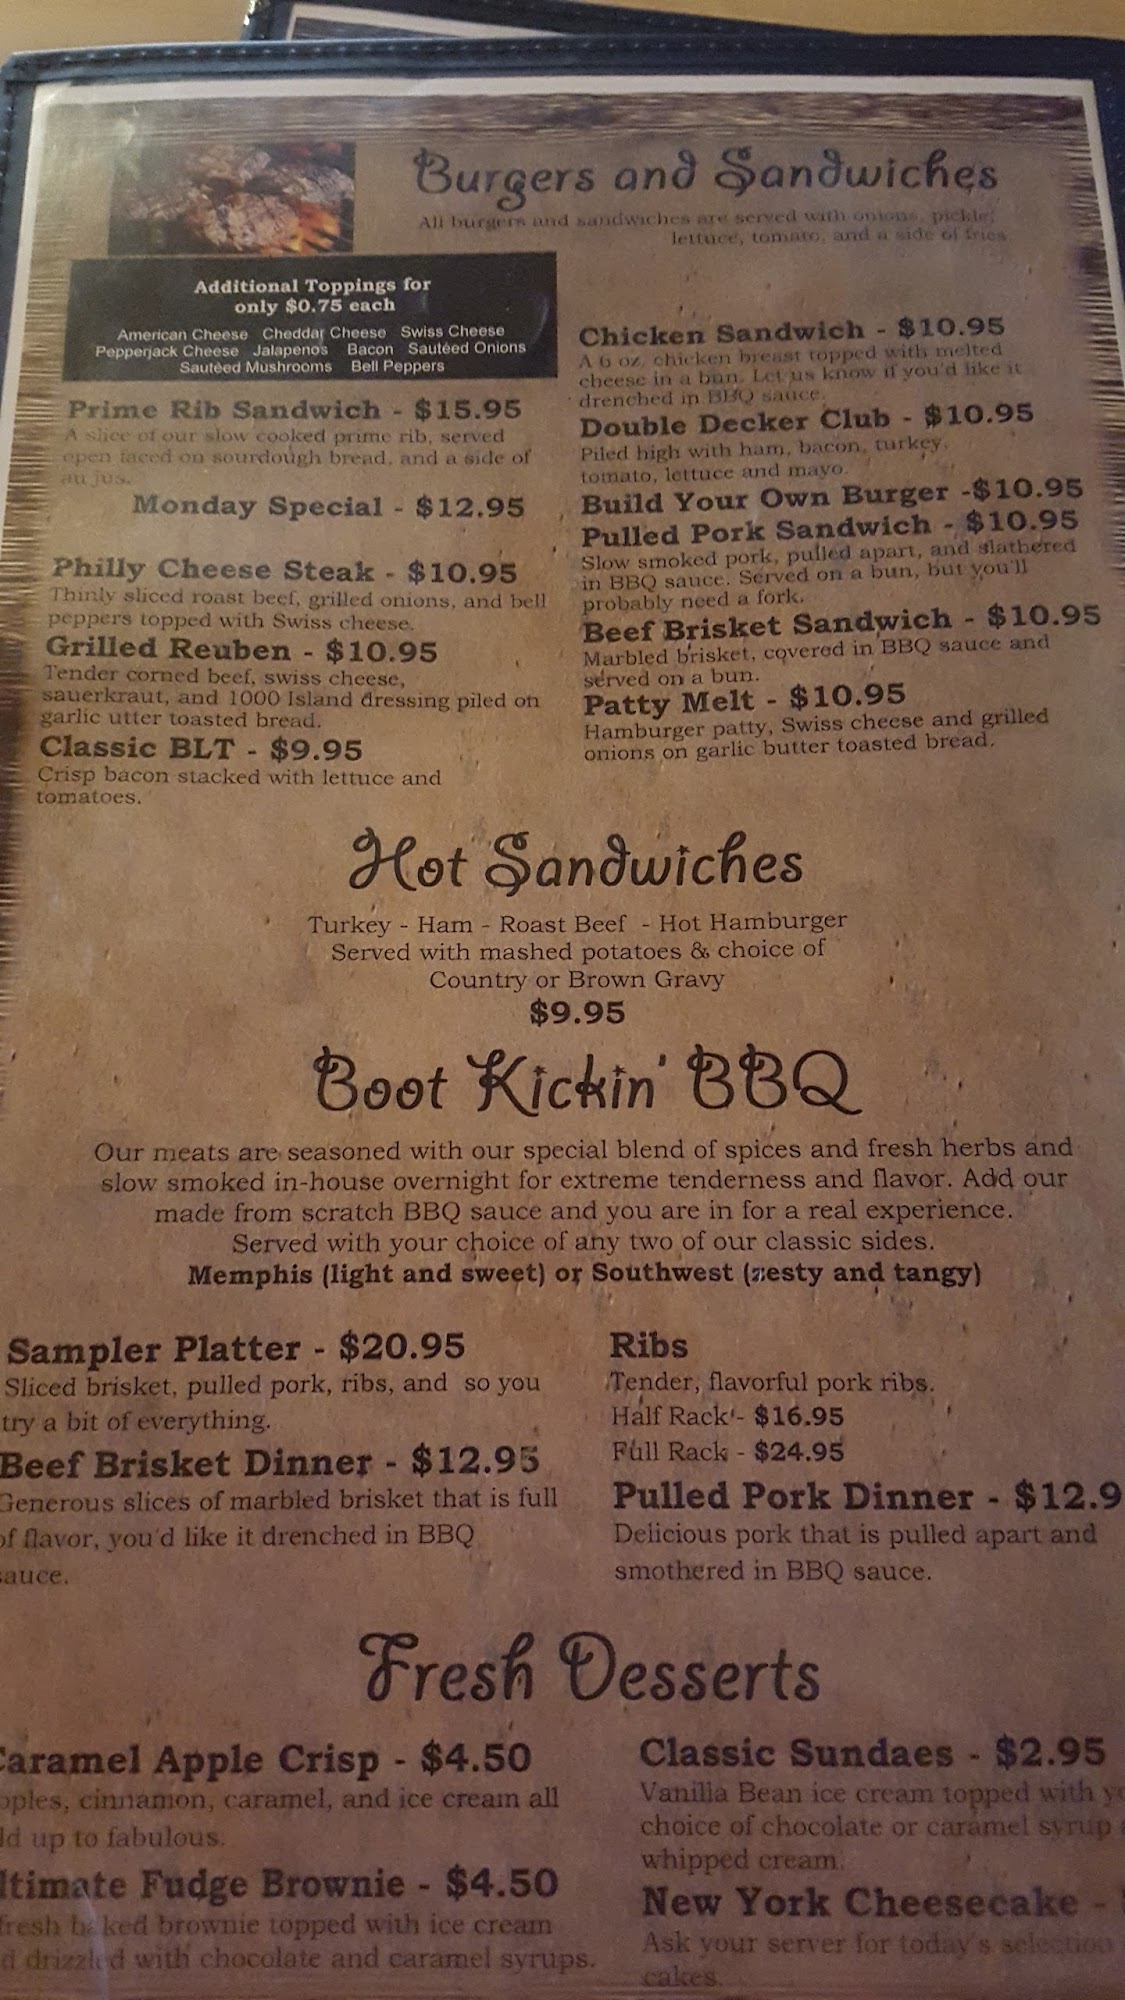 Burgers and Sandwiches
All burgers and sandwiches are served with onions, pickle,
lettuce, tomato, and a side of fries
Additional Toppings for
only $0.75 each
American Cheese Cheddar Cheese Swiss Cheese
Pepperjack Cheese Jalapenos Bacon Sautéed Onions
Sautéed Mushrooms Bell Peppers
Prime Rib Sandwich - $15.95
A slice of our slow cooked prime rib, served
open faced on sourdough bread, and a side of
au jus.
Monday Special - $12.95
Philly Cheese Steak - $10.95
Thinly sliced roast beef, grilled onions, and bell
peppers topped with Swiss cheese.
Grilled Reuben - $10.95
Tender corned beef, swiss cheese,
sauerkraut, and 1000 Island dressing piled on
garlic utter toasted bread.
Classic BLT - $9.95
Crisp bacon stacked with lettuce and
tomatoes.
Chicken Sandwich - $10.95
A 6 oz. chicken breast topped with melted
cheese in a bun. Let us know if you'd like it
drenched in BBQ sauce.
Double Decker Club - $10.95
Piled high with ham, bacon, turkey,
tomato, lettuce and mayo.
Build Your Own Burger -$10.95
Pulled Pork Sandwich - $10.95
Slow smoked pork, pulled apart, and slathered
in BBQ sauce. Served on a bun, but you'll
probably need a fork.
Beef Brisket Sandwich - $10.95
Marbled brisket, covered in BBQ sauce and
served on a bun.
Patty Melt - $10.95
Hamburger patty, Swiss cheese and grilled
onions on garlic butter toasted bread.
Hot Sandwiches
Turkey - Ham - Roast Beef - Hot Hamburger
Served with mashed potatoes & choice of
Country or Brown Gravy
$9.95
Boot Kickin' BBQ
Our meats are seasoned with our special blend of spices and fresh herbs and
slow smoked in-house overnight for extreme tenderness and flavor. Add our
made from scratch BBQ sauce and you are in for a real experience.
Served with your choice of any two of our classic sides.
Memphis (light and sweet) or Southwest (zesty and tangy)
Sampler Platter - $20.95
Sliced brisket, pulled pork, ribs, and so you
try a bit of everything.
Beef Brisket Dinner - $12.95
Generous slices of marbled brisket that is full
of flavor, you'd like it drenched in BBQ
sauce.
Ribs
Tender, flavorful pork ribs.
Half Rack - $16.95
Full Rack - $24.95
Pulled Pork Dinner - $12.9
Delicious pork that is pulled apart and
smothered in BBQ sauce.
Fresh Desserts
Caramel Apple Crisp - $4.50
pples, cinnamon, caramel, and ice cream all
ld up to fabulous.
ltimate Fudge Brownie - $4.50
fresh baked brownie topped with ice cream
d drizzled with chocolate and caramel syrups.
Classic Sundaes - $2.95
Vanilla Bean ice cream topped with y
choice of chocolate or caramel syrup
whipped cream.
New York Cheesecake -
Ask your server for today's selection
cakes.